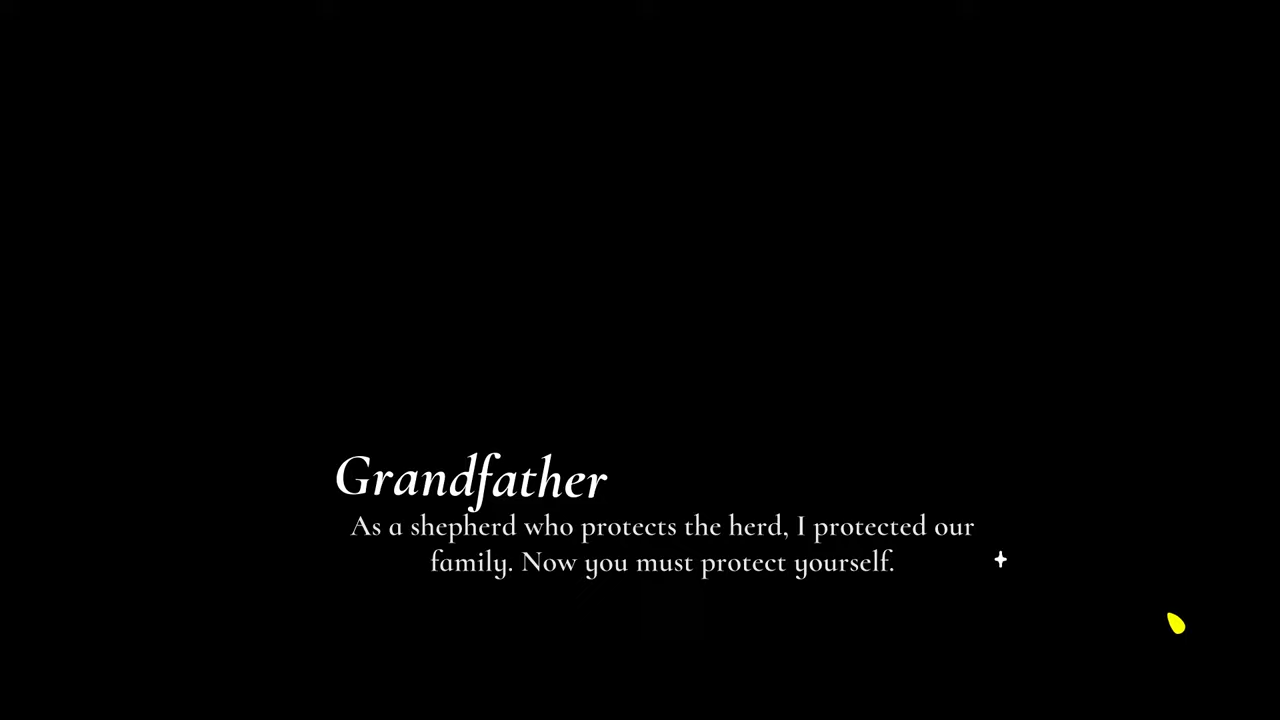 Grandfather
As a shepherd who protects the herd, I protected our
family. Now you must protect yourself.